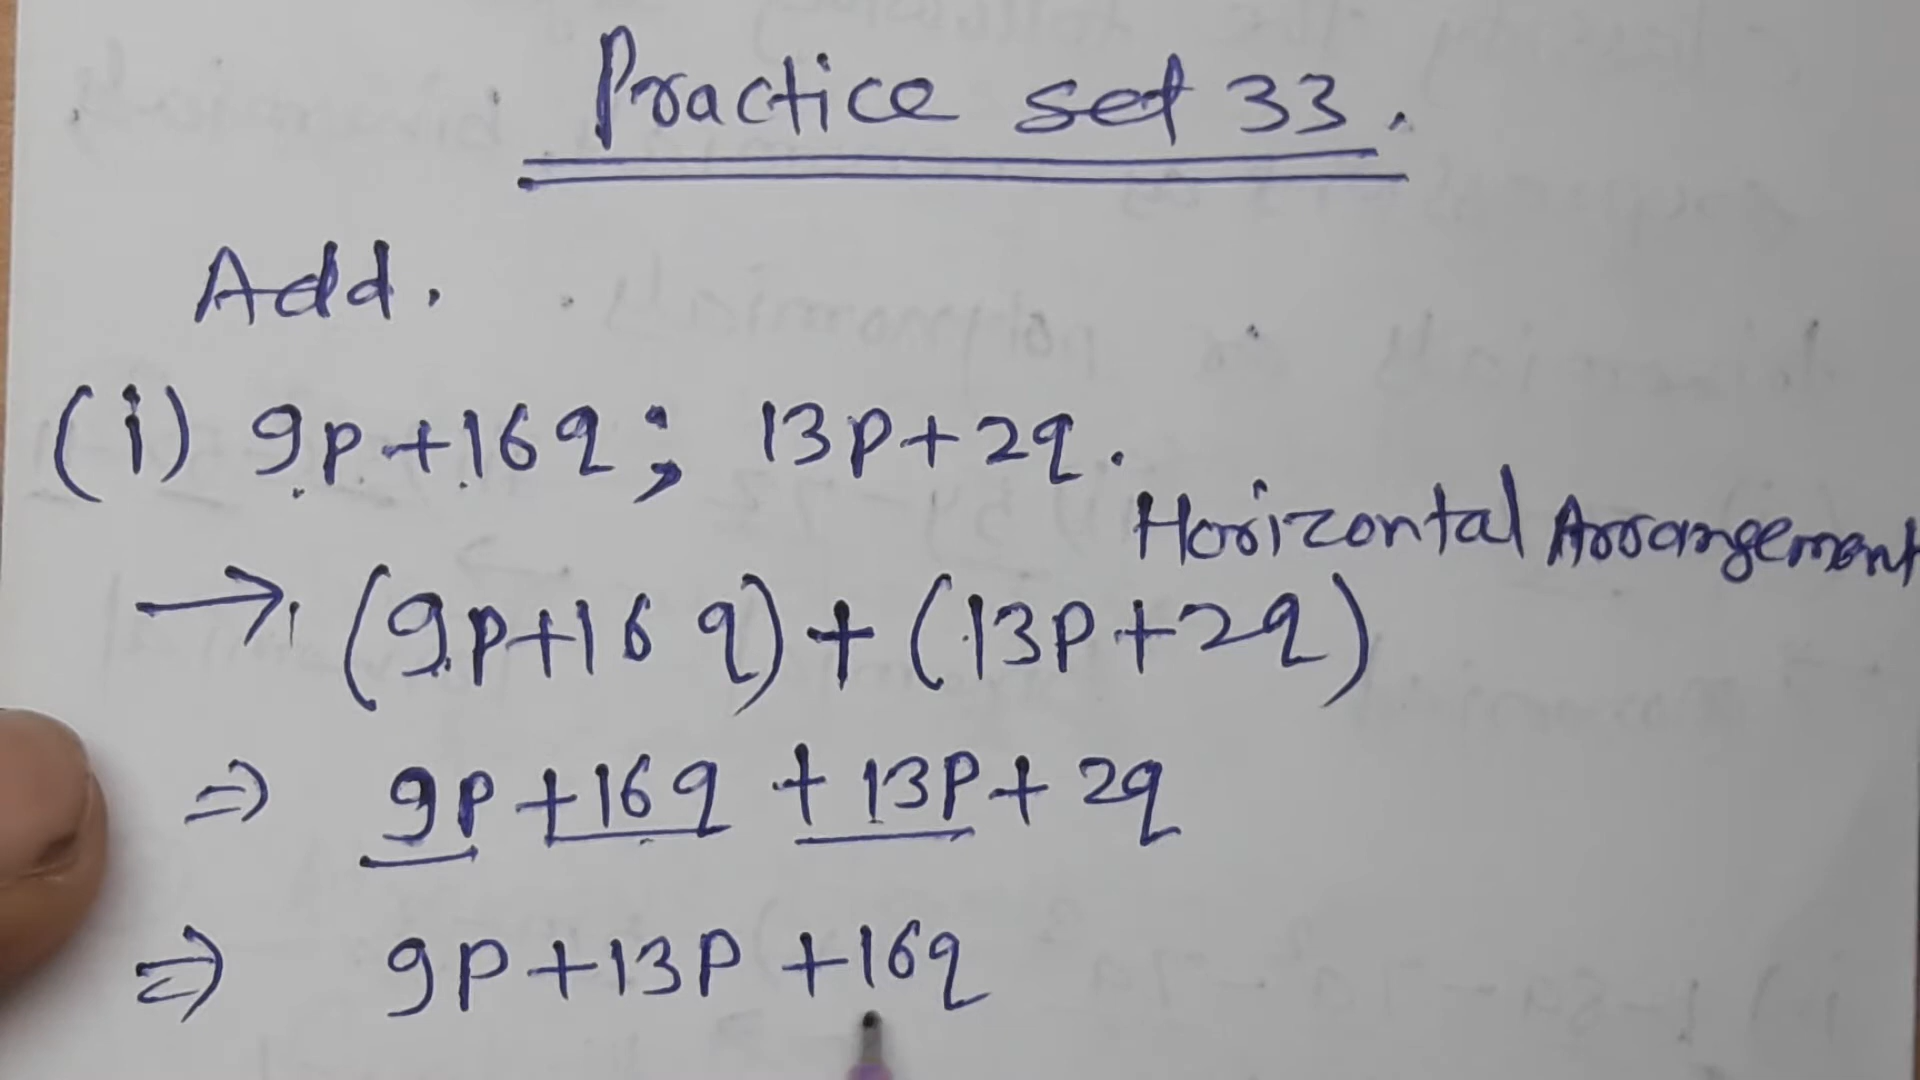 Practice set 33.
Add.
(i) 9p+16q; 13p+2q.
Horizontal Arrangement
→ (9p+16q)+(13p+2q)
⇒ 9p+16q+13p+2q
⇒ 9p+13p+16q